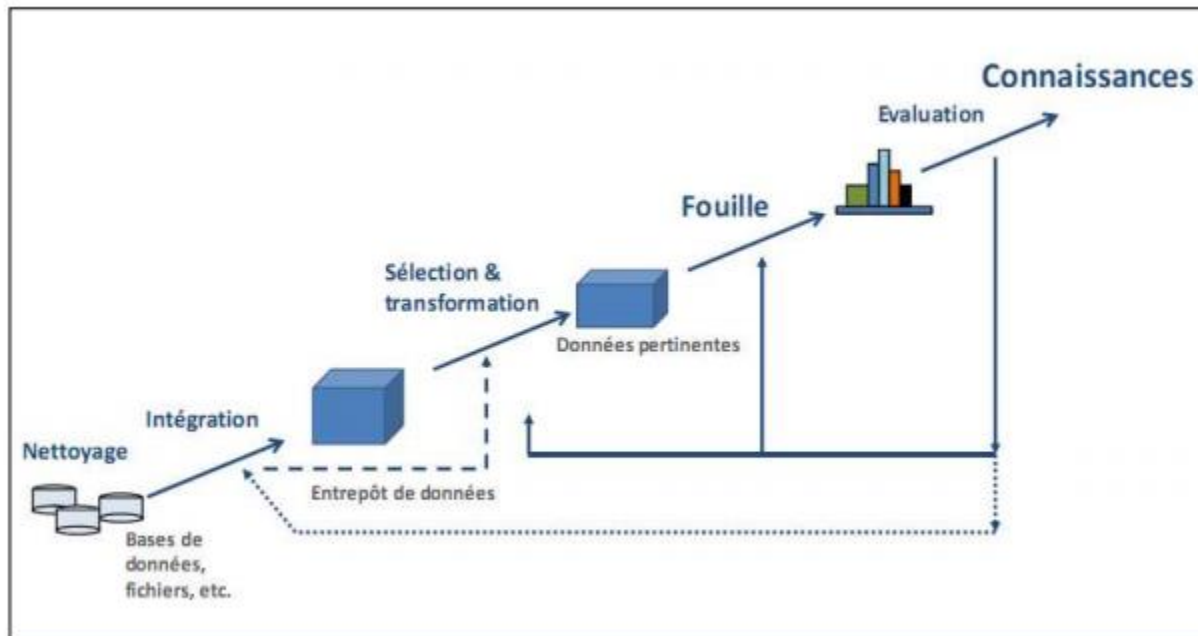 Connaissances
Evaluation
Fouille
Sélection &
transformation
Données pertinentes
Intégration
Nettoyage
Entrepôt de données
Bases de
données,
fichiers, etc.